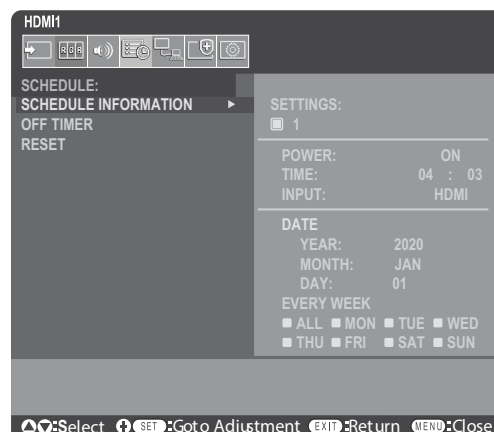 HDMI1
RGB
SCHEDULE:
SCHEDULE INFORMATION
OFF TIMER
RESET
SETTINGS:
1
POWER: ON
TIME: 04 : 03
INPUT: HDMI
DATE
YEAR: 2020
MONTH: JAN
DAY: 01
EVERY WEEK
ALL MON TUE WED
THU FRI SAT SUN
:Select SET :Goto Adjustment EXIT :Return MENU :Close